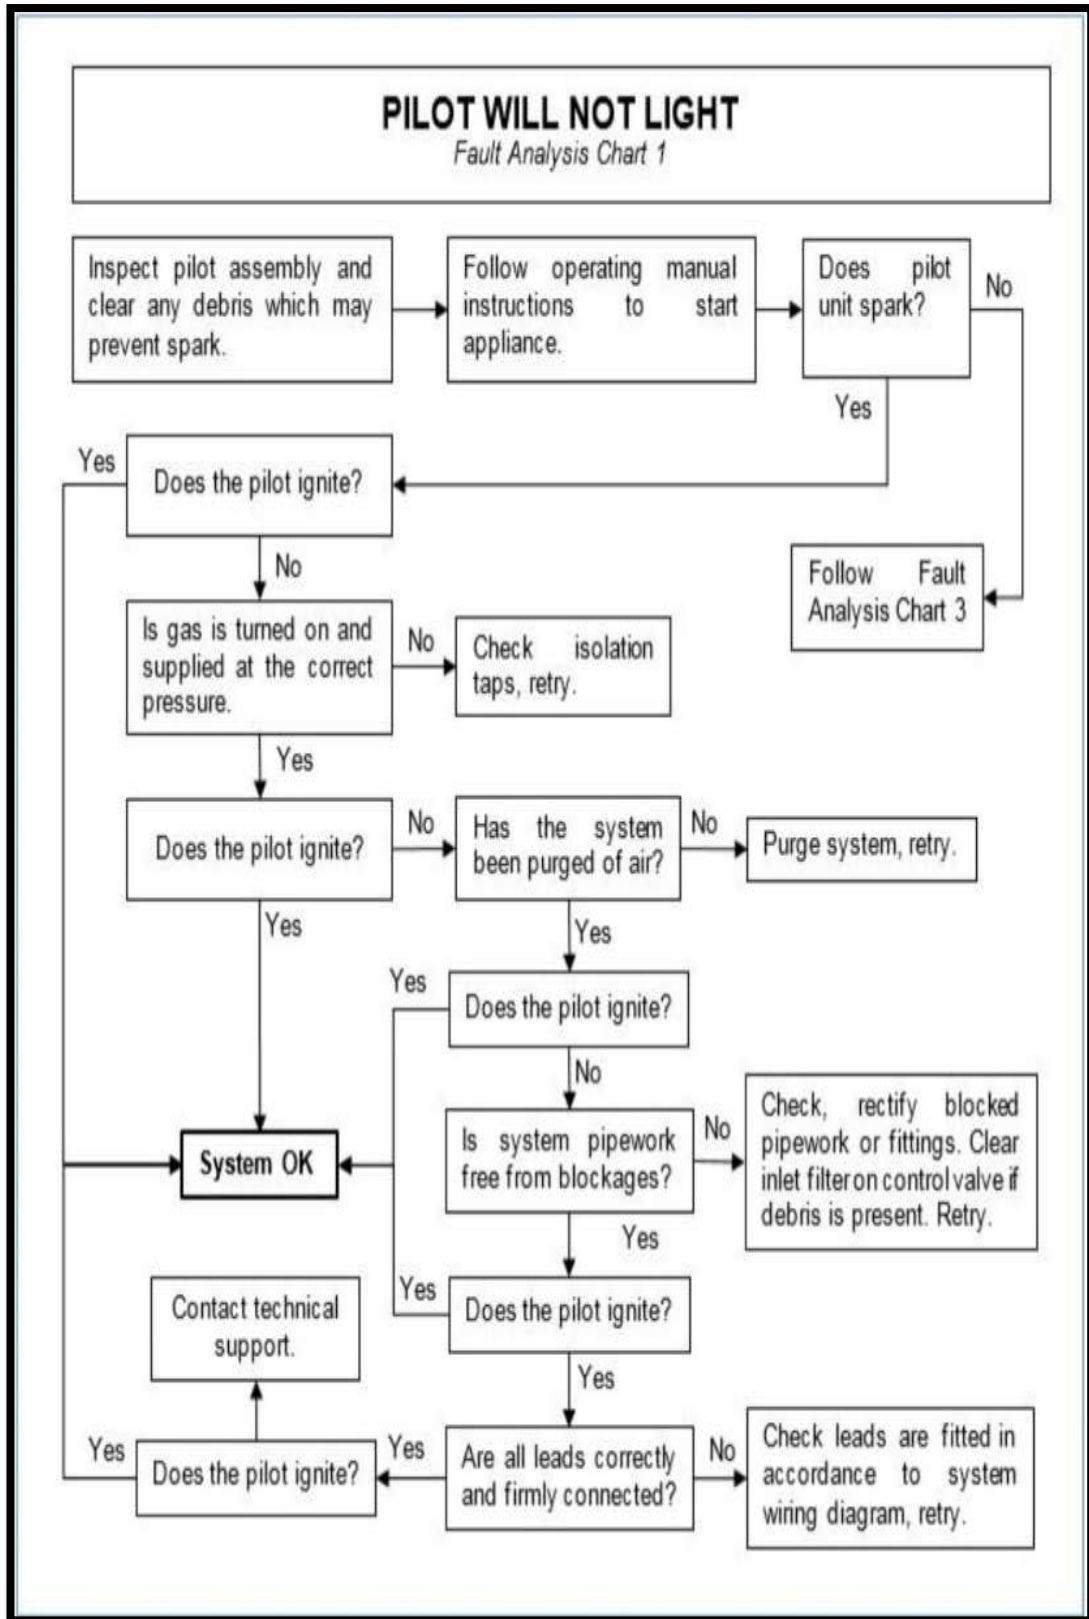 PILOT WILL NOT LIGHT
Fault Analysis Chart 1
Inspect pilot assembly and
clear any debris which may
prevent spark.
Follow operating manual
instructions to start
appliance.
Does pilot
unit spark?
No
Yes
Yes
Does the pilot ignite?
No
Follow Fault
Analysis Chart 3
Is gas is turned on and
supplied at the correct
pressure.
No
Check isolation
taps, retry.
Yes
Does the pilot ignite?
No
Has the system
been purged of air?
No
Purge system, retry.
Yes
Yes
Yes
Does the pilot ignite?
No
Is system pipework
free from blockages?
No
Check, rectify blocked
pipework or fittings. Clear
inlet filter on control valve if
debris is present. Retry.
System OK
Yes
Yes
Does the pilot ignite?
Contact technical
support.
Yes
Yes
Does the pilot ignite?
Yes
Are all leads correctly
and firmly connected?
No
Check leads are fitted in
accordance to system
wiring diagram, retry.